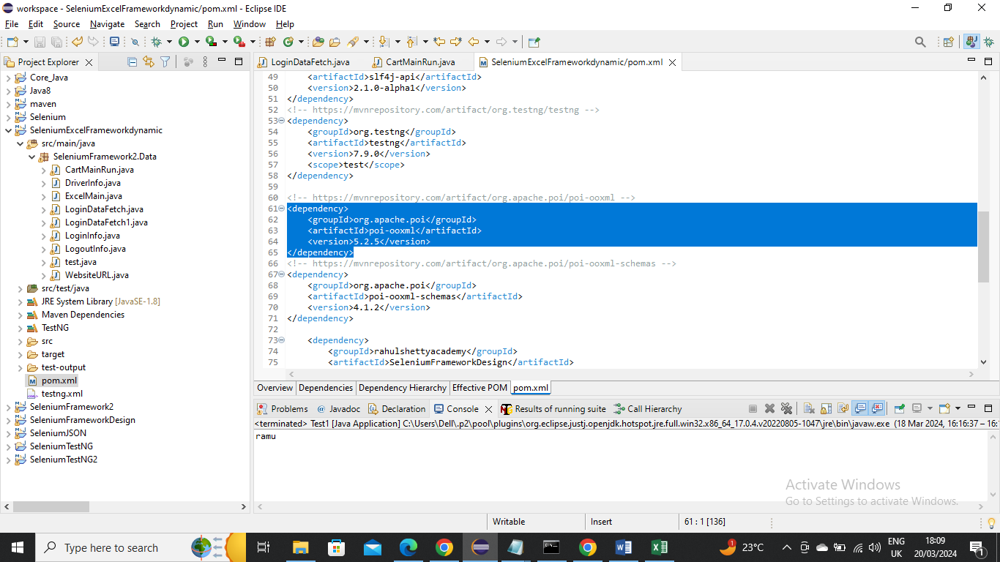 workspace - SeleniumExcelFrameworkdynamic/pom.xml - Eclipse IDE
File Edit Source Navigate Search Project Run Window Help
Project Explorer
Core_Java
Java8
maven
Selenium
SeleniumExcelFrameworkdynamic
src/main/java
SeleniumFramework2.Data
CartMainRun.java
DriverInfo.java
ExcelMain.java
LoginDataFetch.java
LoginDataFetch1.java
LoginInfo.java
LogoutInfo.java
test.java
WebsiteURL.java
src/test/java
JRE System Library [JavaSE-1.8]
Maven Dependencies
TestNG
src
target
test-output
pom.xml
testng.xml
SeleniumFramework2
SeleniumFrameworkDesign
SeleniumJSON
SeleniumTestNG
SeleniumTestNG2
LoginDataFetch.java CartMainRun.java SeleniumExcelFrameworkdynamic/pom.xml
49 <artifactId>slf4j-api</artifactId>
50 <version>2.1.0-alpha1</version>
51 </dependency>
52 <!-- https://mvnrepository.com/artifact/org.testng/testng -->
53 <dependency>
54 <groupId>org.testng</groupId>
55 <artifactId>testng</artifactId>
56 <version>7.9.0</version>
57 <scope>test</scope>
58 </dependency>
59
60 <!-- https://mvnrepository.com/artifact/org.apache.poi/poi-ooxml -->
61 <dependency>
62 <groupId>org.apache.poi</groupId>
63 <artifactId>poi-ooxml</artifactId>
64 <version>5.2.5</version>
65 </dependency>
66 <!-- https://mvnrepository.com/artifact/org.apache.poi/poi-ooxml-schemas -->
67 <dependency>
68 <groupId>org.apache.poi</groupId>
69 <artifactId>poi-ooxml-schemas</artifactId>
70 <version>4.1.2</version>
71 </dependency>
72
73 <dependency>
74 <groupId>rahulshettyacademy</groupId>
75 <artifactId>SeleniumFrameworkDesign</artifactId>
Overview Dependencies Dependency Hierarchy Effective POM pom.xml
Problems Javadoc Declaration Console Results of running suite Call Hierarchy
<terminated> Test1 [Java Application] C:\Users\Dell\.p2\pool\plugins\org.eclipse.justj.openjdk.hotspot.jre.full.win32.x86_64_17.0.4.v20220805-1047\jre\bin\javaw.exe (18 Mar 2024, 16:16:37 – 16:
ramu
Activate Windows
Go to Settings to activate Windows.
Writable Insert 61 : 1 [136]
Type here to search
23°C
ENG
UK
18:09
20/03/2024
1